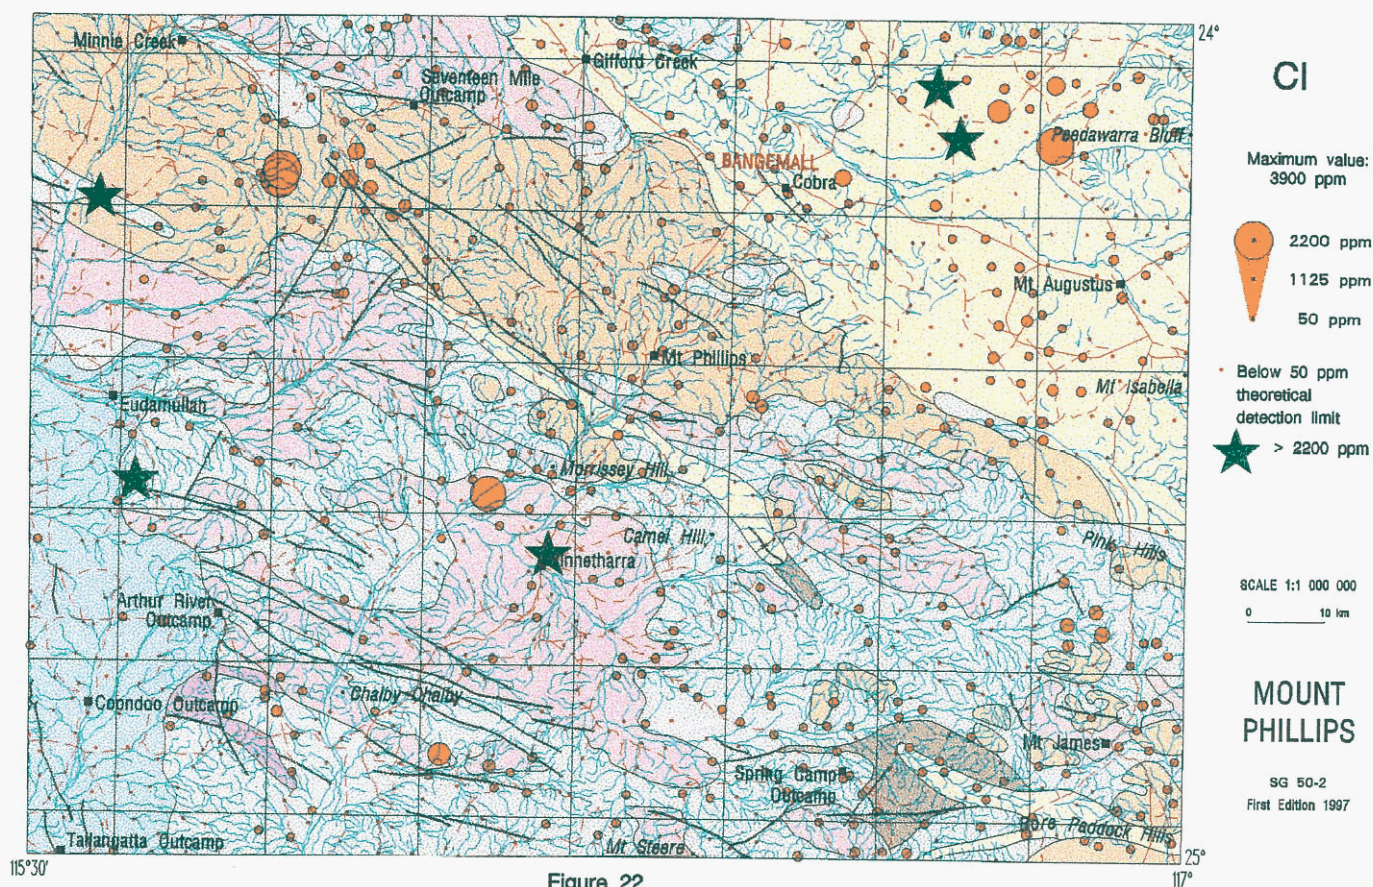 24°
Minnie Creek
Gifford Creek
Seventeen Mile
Outcamp
Peedawarra Bluff
BANGEMALL
Cobra
Mt Augustus
Mt Phillips
Mt Isabella
Eudamullah
Morrissey Hill
Camel Hill
Pink Hills
Innetharra
Arthur River
Outcamp
Chalby Chalby
Coondoo Outcamp
Mt James
Spring Camp
Outcamp
Bore Paddock Hills
Tallangatta Outcamp
Mt Steere
25°
115°30'
117°
Figure 22
Cl
Maximum value:
3900 ppm
2200 ppm
1125 ppm
50 ppm
Below 50 ppm
theoretical
detection limit
> 2200 ppm
SCALE 1:1 000 000
0 10 km
MOUNT
PHILLIPS
SG 50-2
First Edition 1997